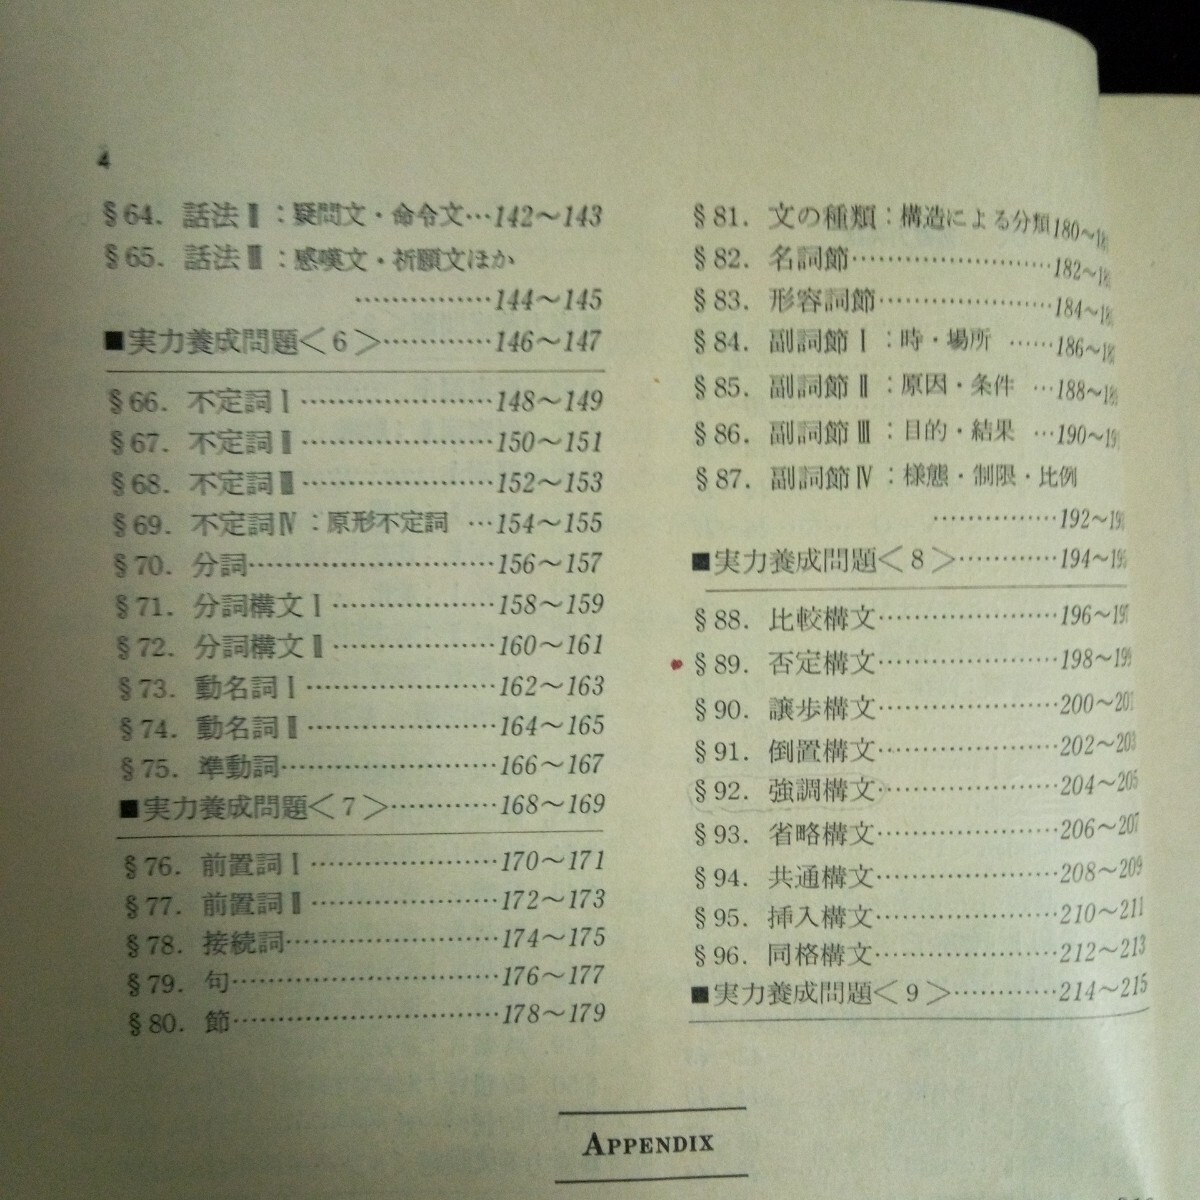 4
§64. 話法Ⅱ:疑問文・命令文…142〜143
§65. 話法Ⅲ:感嘆文・祈願文ほか
……………144〜145
■実力養成問題<6>…………146〜147
§66. 不定詞Ⅰ…………………148〜149
§67. 不定詞Ⅱ…………………150〜151
§68. 不定詞Ⅲ…………………152〜153
§69. 不定詞Ⅳ:原形不定詞 …154〜155
§70. 分詞………………………156〜157
§71. 分詞構文Ⅰ………………158〜159
§72. 分詞構文Ⅱ………………160〜161
§73. 動名詞Ⅰ…………………162〜163
§74. 動名詞Ⅱ…………………164〜165
§75. 準動詞……………………166〜167
■実力養成問題<7>…………168〜169
§76. 前置詞Ⅰ…………………170〜171
§77. 前置詞Ⅱ…………………172〜173
§78. 接続詞……………………174〜175
§79. 句…………………………176〜177
§80. 節…………………………178〜179
§81. 文の種類:構造による分類180〜
§82. 名詞節……………………182〜
§83. 形容詞節…………………184〜
§84. 副詞節Ⅰ:時・場所 ……186〜
§85. 副詞節Ⅱ:原因・条件 …188〜
§86. 副詞節Ⅲ:目的・結果 …190〜
§87. 副詞節Ⅳ:様態・制限・比例
……………192〜
■実力養成問題<8>…………194〜
§88. 比較構文…………………196〜197
§89. 否定構文…………………198〜199
§90. 譲歩構文…………………200〜201
§91. 倒置構文…………………202〜203
§92. 強調構文…………………204〜205
§93. 省略構文…………………206〜207
§94. 共通構文…………………208〜209
§95. 挿入構文…………………210〜211
§96. 同格構文…………………212〜213
■実力養成問題<9>…………214〜215
APPENDIX